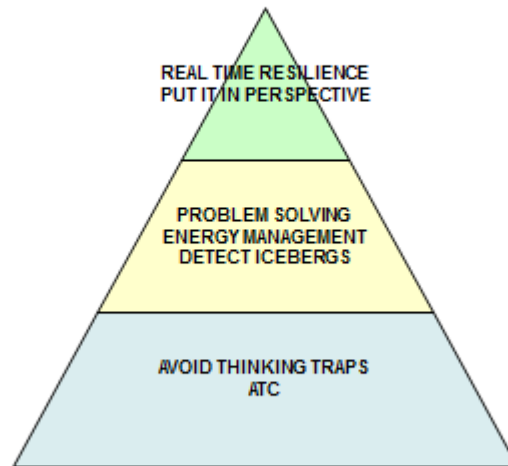 REAL TIME RESILIENCE
PUT IT IN PERSPECTIVE
PROBLEM SOLVING
ENERGY MANAGEMENT
DETECT ICEBERGS
AVOID THINKING TRAPS
ATC